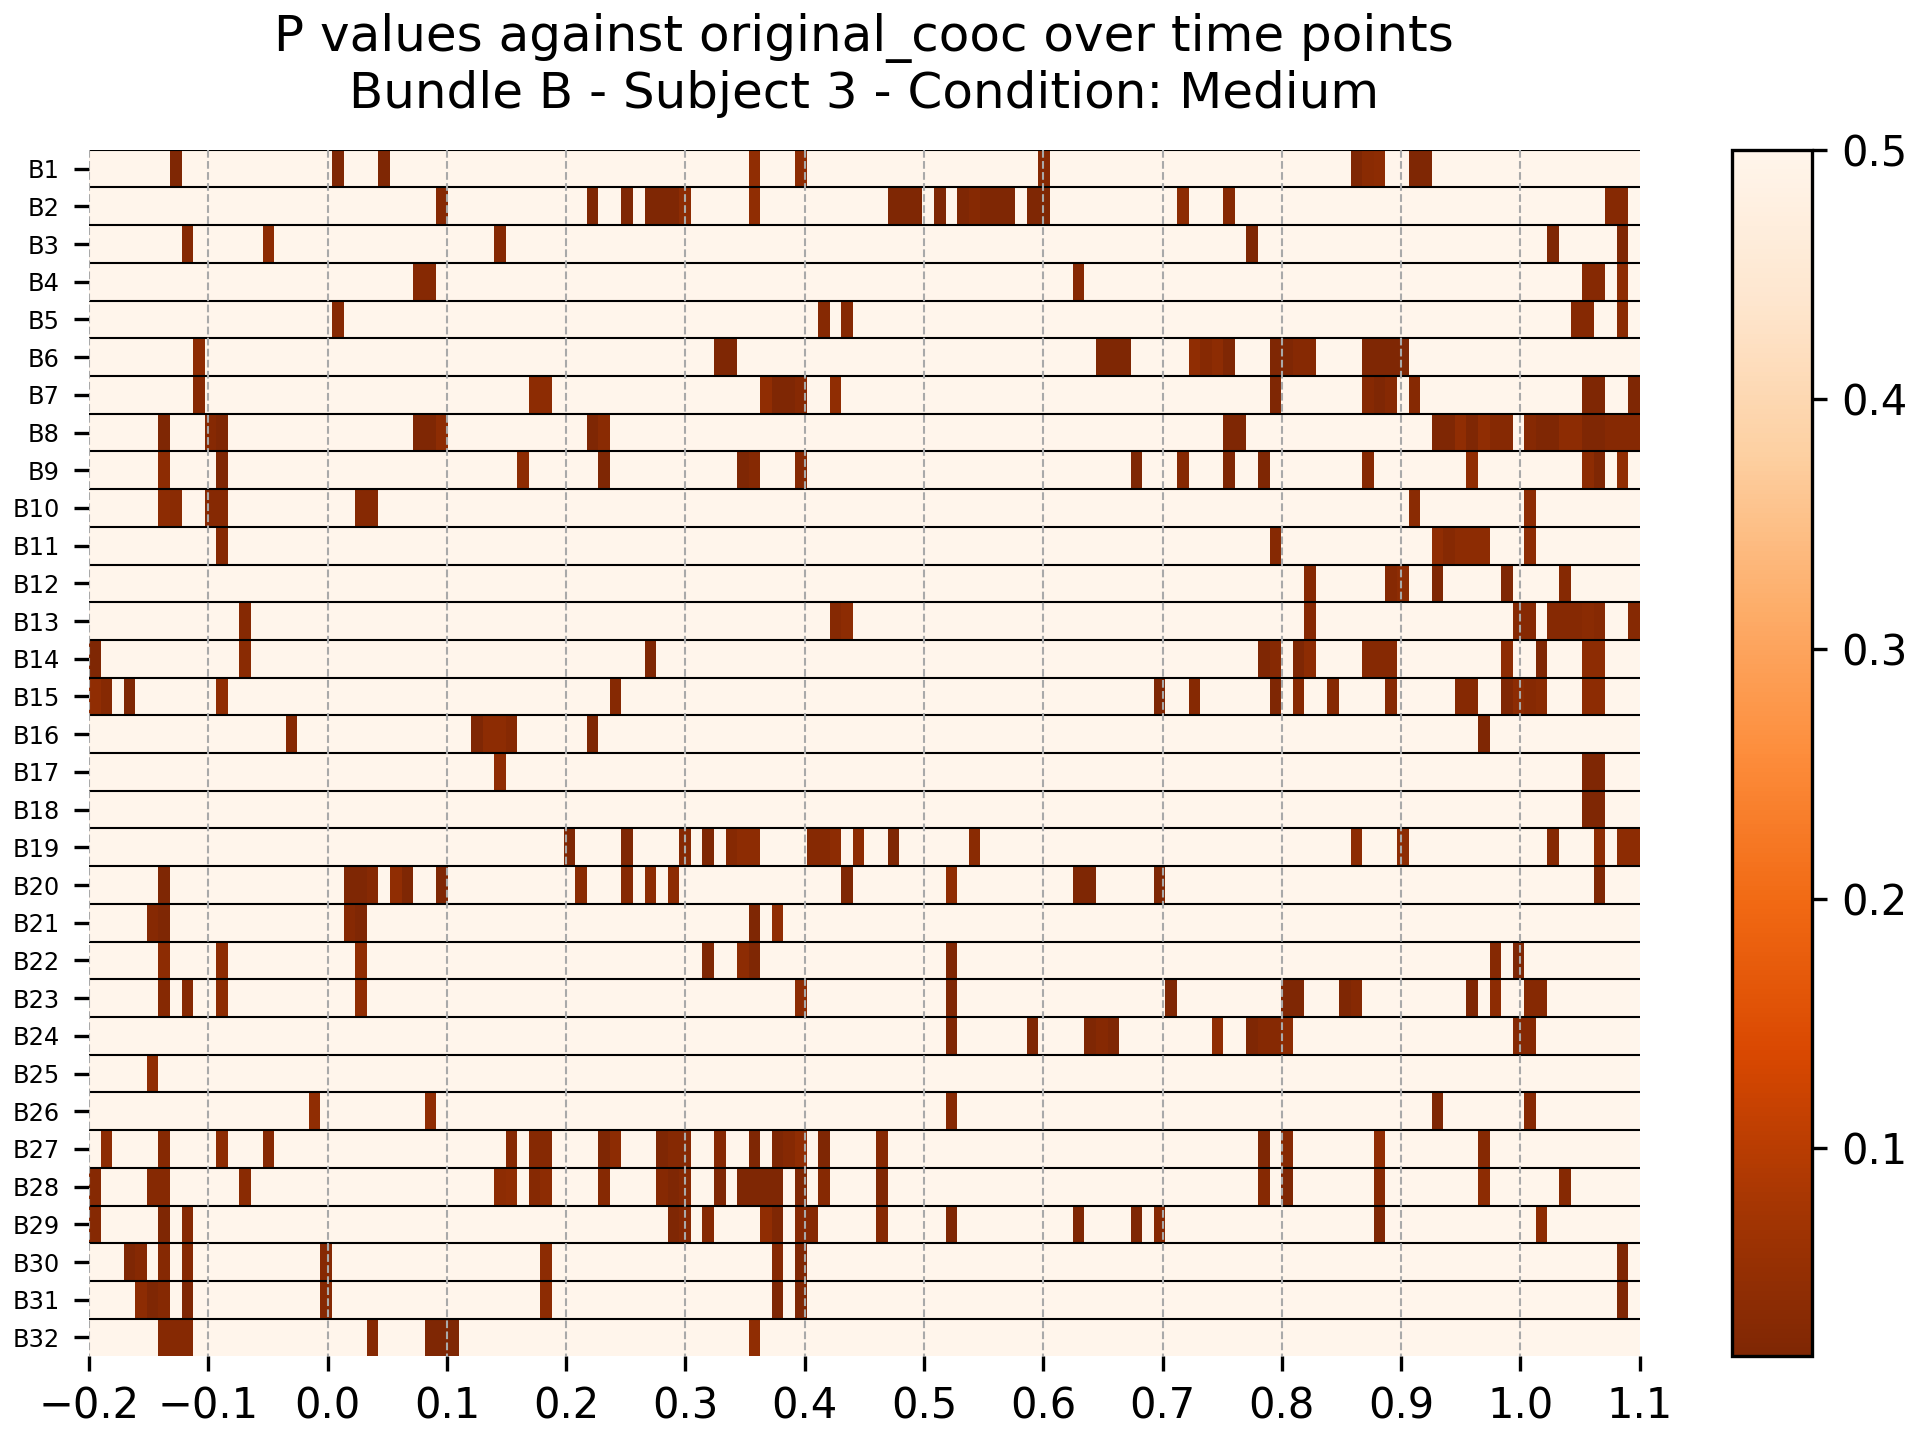 P values against original_cooc over time points
Bundle B - Subject 3 - Condition: Medium
B1
B2
B3
B4
B5
B6
B7
B8
B9
B10
B11
B12
B13
B14
B15
B16
B17
B18
B19
B20
B21
B22
B23
B24
B25
B26
B27
B28
B29
B30
B31
B32
−0.2 −0.1 0.0 0.1 0.2 0.3 0.4 0.5 0.6 0.7 0.8 0.9 1.0 1.1
0.5
0.4
0.3
0.2
0.1